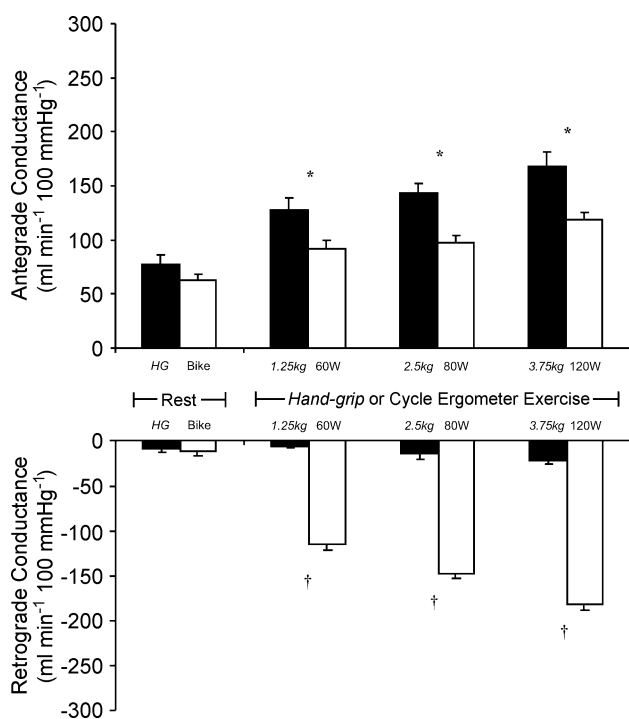 Antegrade Conductance
(ml min⁻¹ 100 mmHg⁻¹)
300
250
200
150
100
50
0
*
*
*
HG Bike 1.25kg 60W 2.5kg 80W 3.75kg 120W
Rest Hand-grip or Cycle Ergometer Exercise
HG Bike 1.25kg 60W 2.5kg 80W 3.75kg 120W
Retrograde Conductance
(ml min⁻¹ 100 mmHg⁻¹)
0
-50
-100
-150
-200
-250
-300
†
†
†